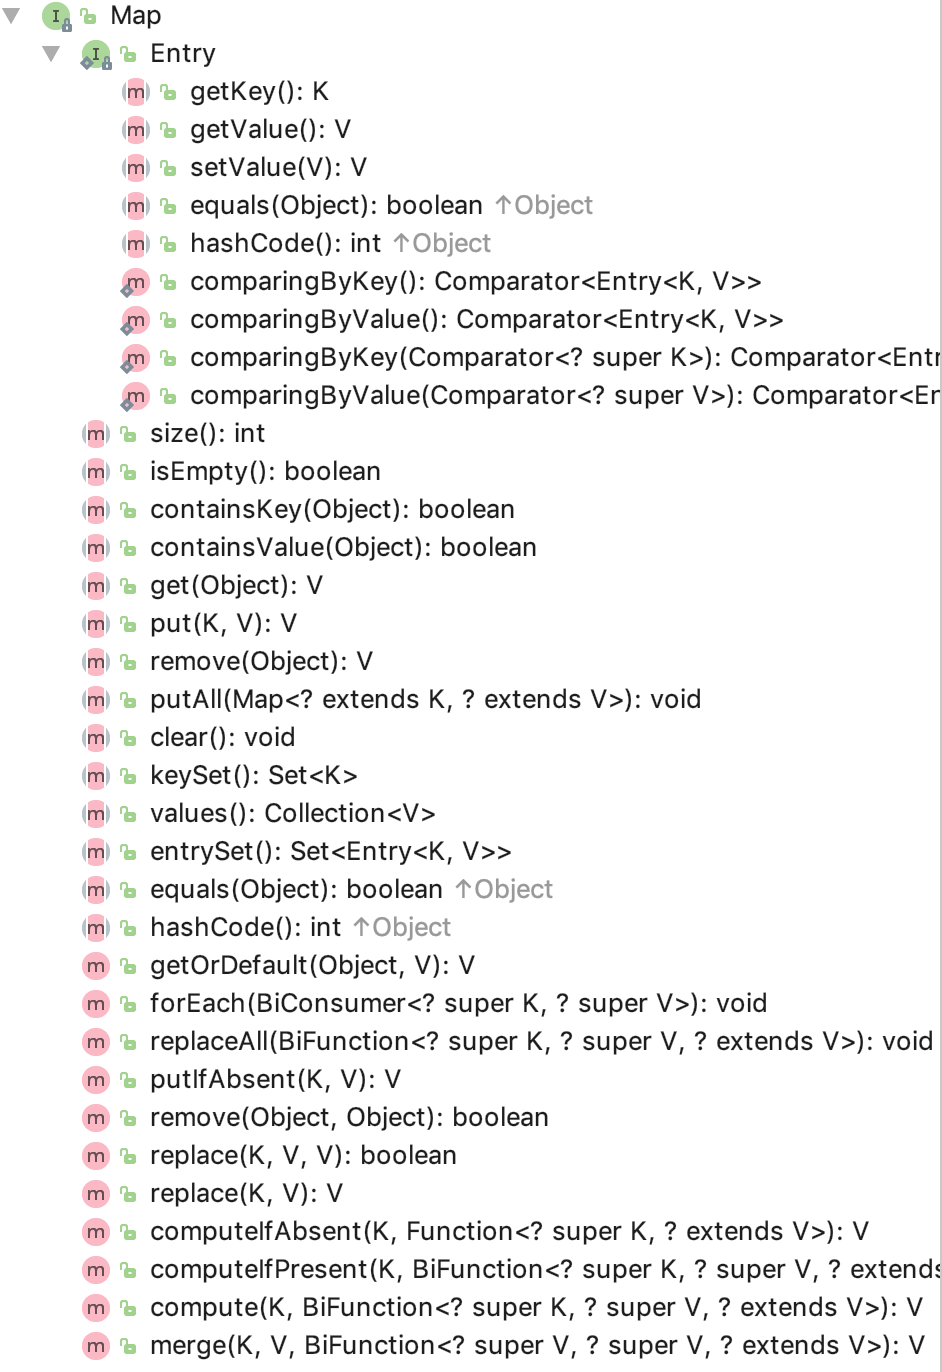 Map
Entry
getKey(): K
getValue(): V
setValue(V): V
equals(Object): boolean ↑Object
hashCode(): int ↑Object
comparingByKey(): Comparator<Entry<K, V>>
comparingByValue(): Comparator<Entry<K, V>>
comparingByKey(Comparator<? super K>): Comparator<Entr
comparingByValue(Comparator<? super V>): Comparator<En
size(): int
isEmpty(): boolean
containsKey(Object): boolean
containsValue(Object): boolean
get(Object): V
put(K, V): V
remove(Object): V
putAll(Map<? extends K, ? extends V>): void
clear(): void
keySet(): Set<K>
values(): Collection<V>
entrySet(): Set<Entry<K, V>>
equals(Object): boolean ↑Object
hashCode(): int ↑Object
getOrDefault(Object, V): V
forEach(BiConsumer<? super K, ? super V>): void
replaceAll(BiFunction<? super K, ? super V, ? extends V>): void
putIfAbsent(K, V): V
remove(Object, Object): boolean
replace(K, V, V): boolean
replace(K, V): V
computeIfAbsent(K, Function<? super K, ? extends V>): V
computeIfPresent(K, BiFunction<? super K, ? super V, ? extends
compute(K, BiFunction<? super K, ? super V, ? extends V>): V
merge(K, V, BiFunction<? super V, ? super V, ? extends V>): V